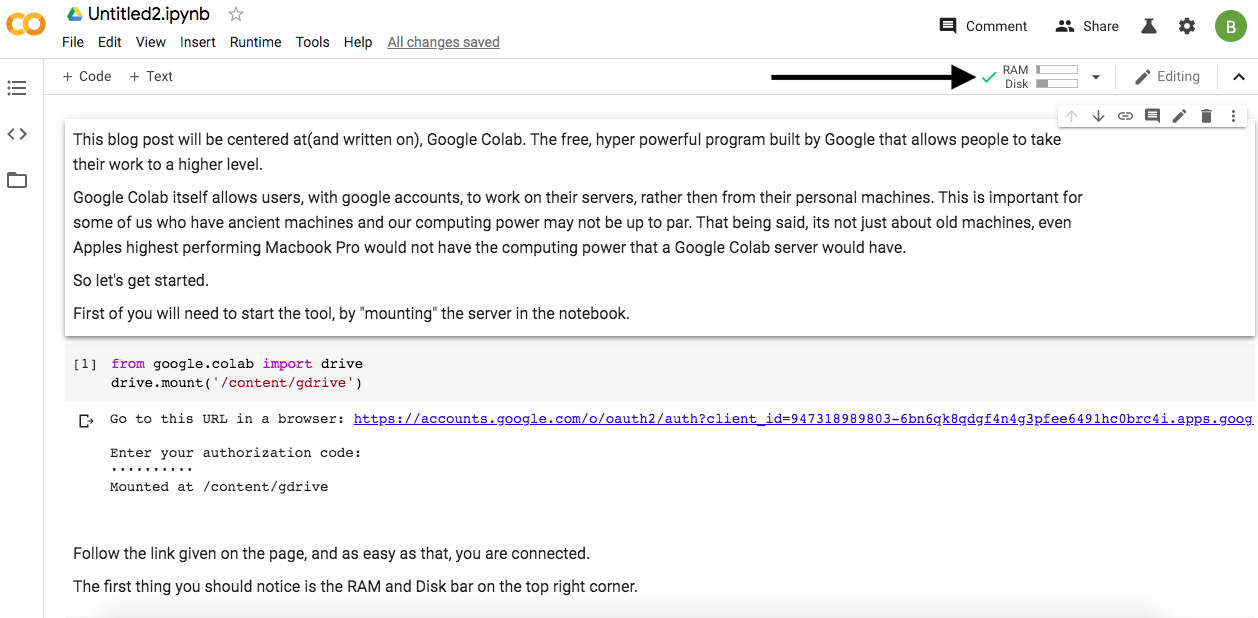 CO
Untitled2.ipynb
Comment
Share
B
File Edit View Insert Runtime Tools Help All changes saved
+ Code + Text
RAM
Disk
Editing
This blog post will be centered at(and written on), Google Colab. The free, hyper powerful program built by Google that allows people to take
their work to a higher level.
Google Colab itself allows users, with google accounts, to work on their servers, rather then from their personal machines. This is important for
some of us who have ancient machines and our computing power may not be up to par. That being said, its not just about old machines, even
Apples highest performing Macbook Pro would not have the computing power that a Google Colab server would have.
So let's get started.
First of you will need to start the tool, by "mounting" the server in the notebook.
[1] from google.colab import drive
drive.mount('/content/gdrive')
Go to this URL in a browser: https://accounts.google.com/o/oauth2/auth?client_id=947318989803-6bn6qk8qdgf4n4g3pfee6491hc0brc4i.apps.goog
Enter your authorization code:
··········
Mounted at /content/gdrive
Follow the link given on the page, and as easy as that, you are connected.
The first thing you should notice is the RAM and Disk bar on the top right corner.